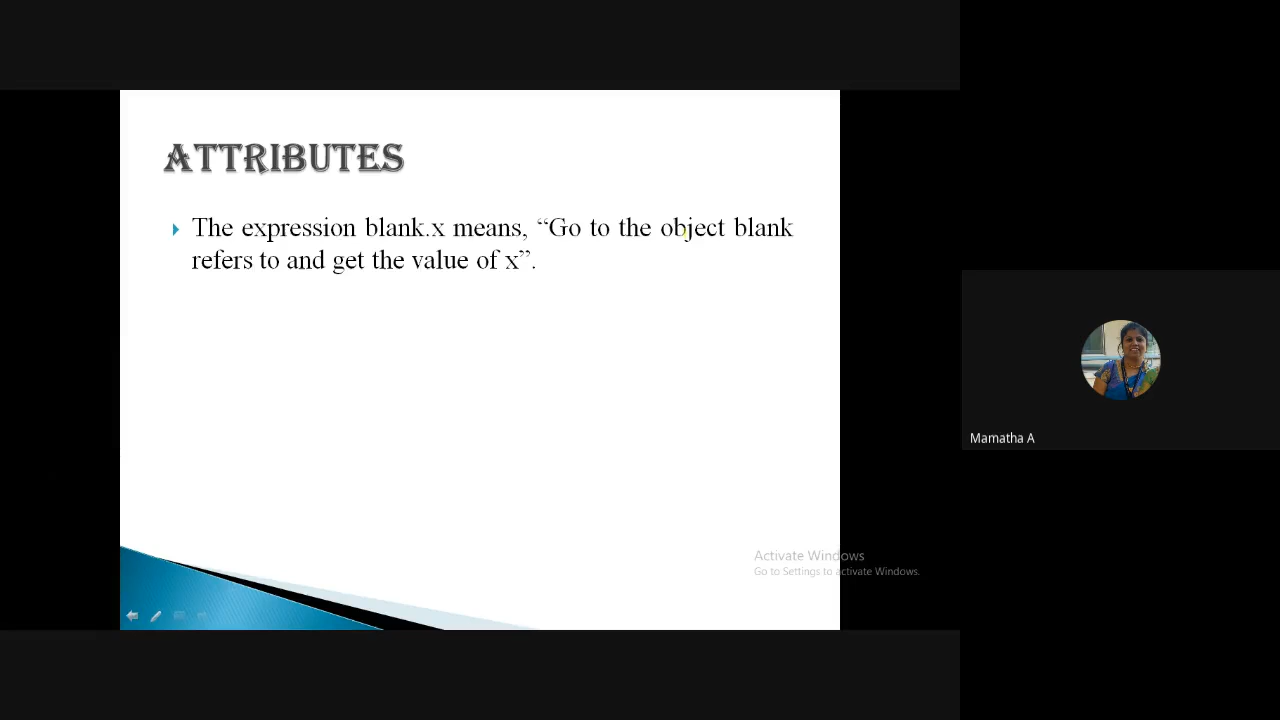 ATTRIBUTES
The expression blank.x means, “Go to the object blank
refers to and get the value of x”.
Mamatha A
Activate Windows
Go to Settings to activate Windows.